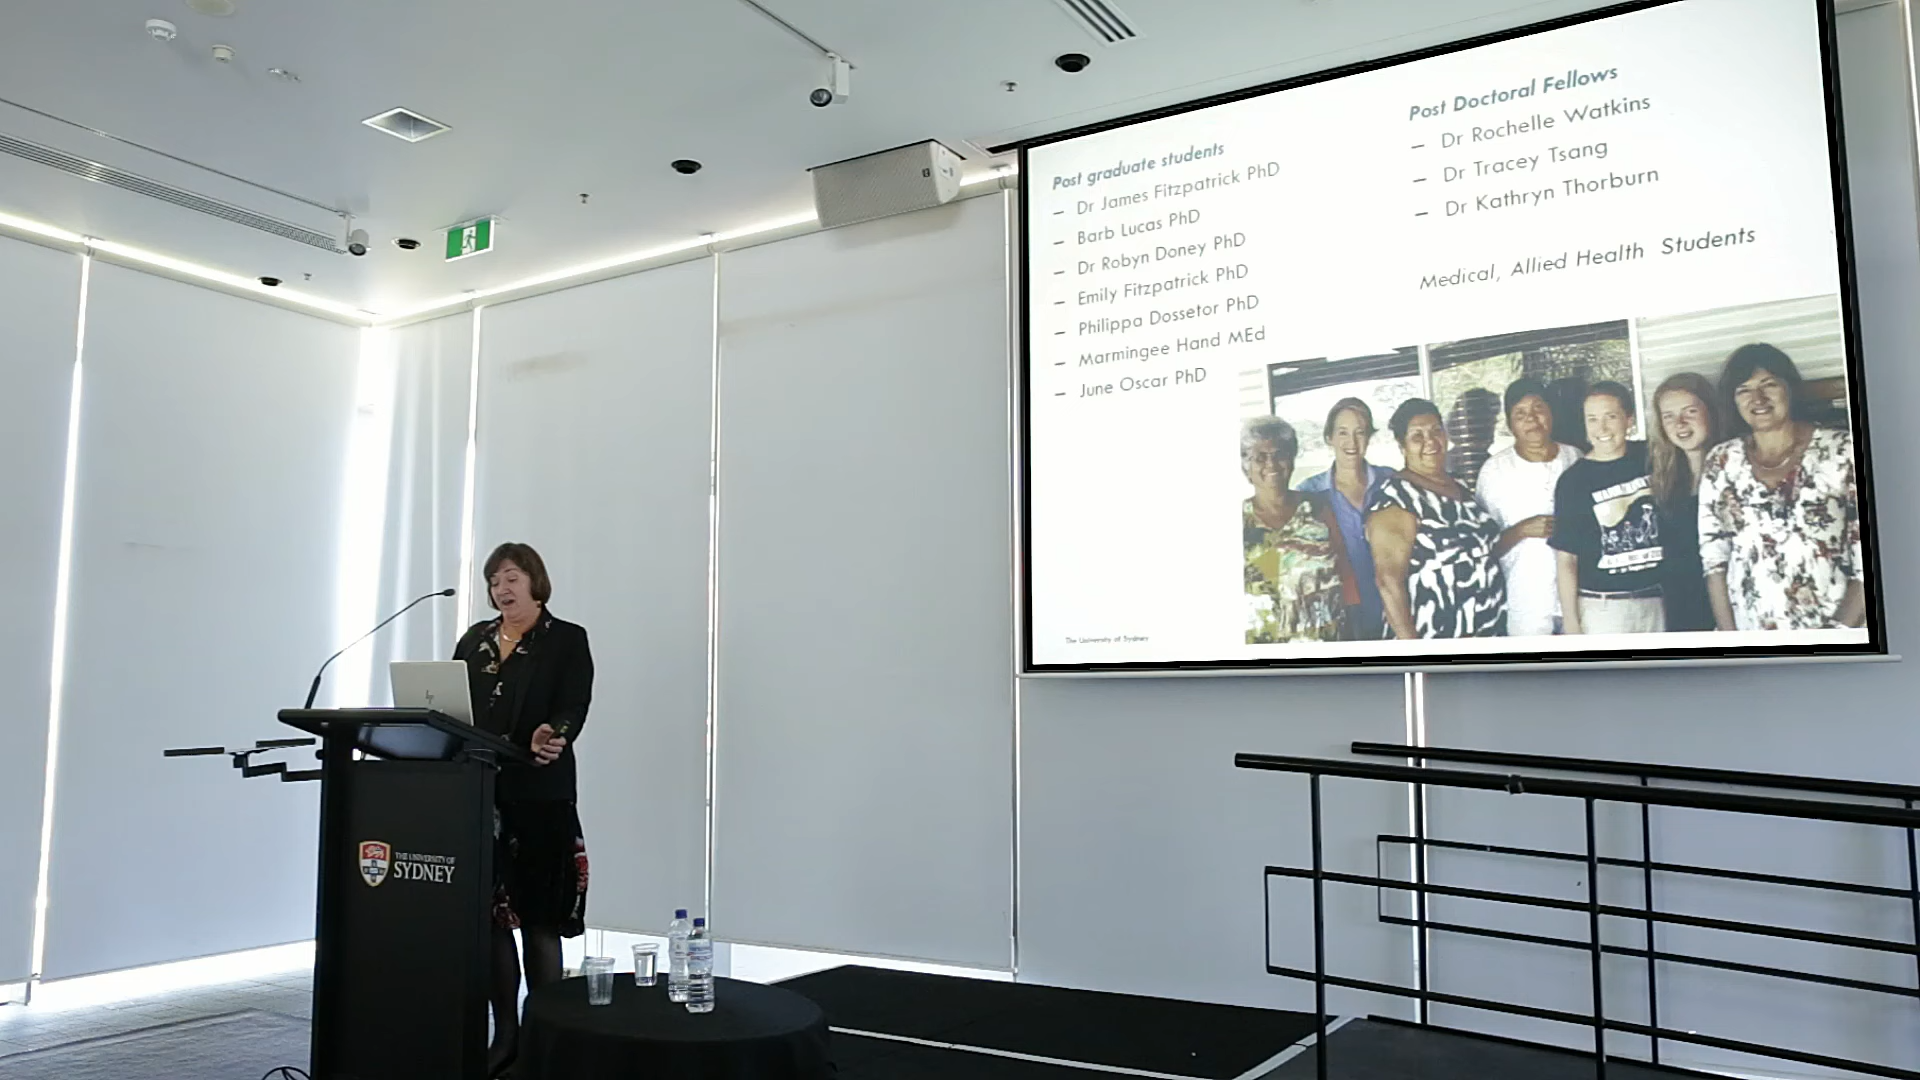 Post graduate students
– Dr James Fitzpatrick PhD
– Barb Lucas PhD
– Dr Robyn Doney PhD
– Emily Fitzpatrick PhD
– Philippa Dossetor PhD
– Marmingee Hand MEd
– June Oscar PhD
Post Doctoral Fellows
– Dr Rochelle Watkins
– Dr Tracey Tsang
– Dr Kathryn Thorburn
Medical, Allied Health Students
The University of Sydney
hp
THE UNIVERSITY OF
SYDNEY